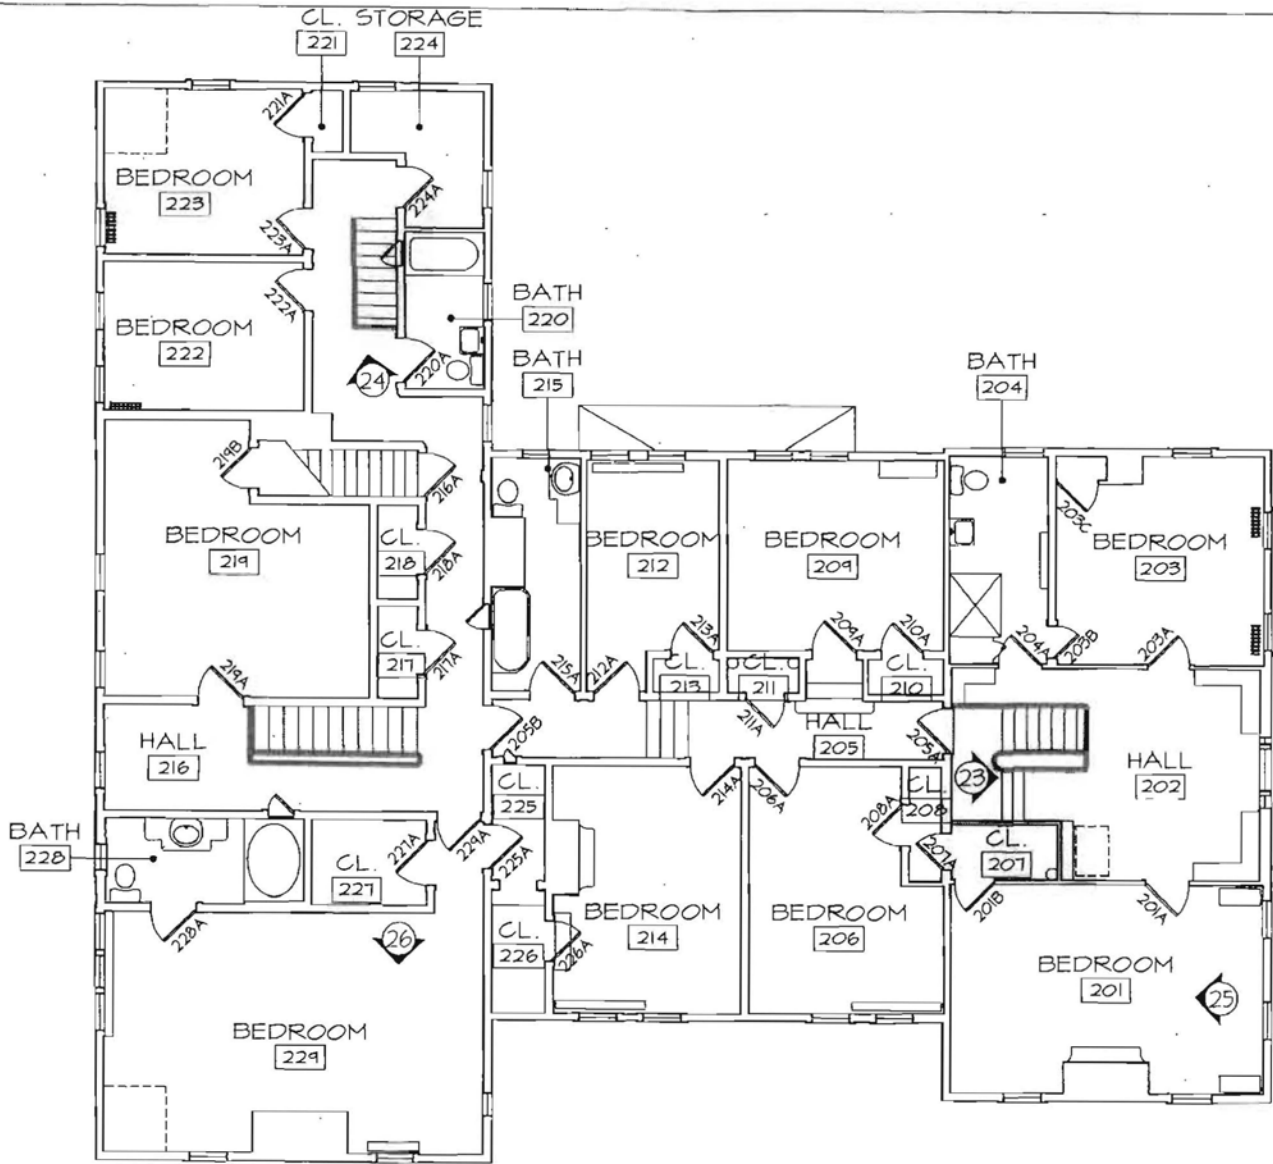 CL. STORAGE
221 224
221A
BEDROOM
223
224A
223A
222A
BEDROOM
222
BATH
220
220A
24
BATH
215
BATH
204
219B
216A
BEDROOM
219
CL.
218
218A
BEDROOM
212
BEDROOM
209
203C
BEDROOM
203
CL.
217
217A
213A
209A
210A
204A
203B
203A
219A
215A
212A
CL.
213
CL.
211
CL.
210
HALL
216
205B
211A
HALL
205
205A
HALL
202
23
214A
206A
CL.
225
CL.
208
208A
BATH
228
CL.
227
227A
229A
225A
207A
CL.
207
228A
26
CL.
226
226A
BEDROOM
214
BEDROOM
206
201B
201A
BEDROOM
201
25
BEDROOM
229